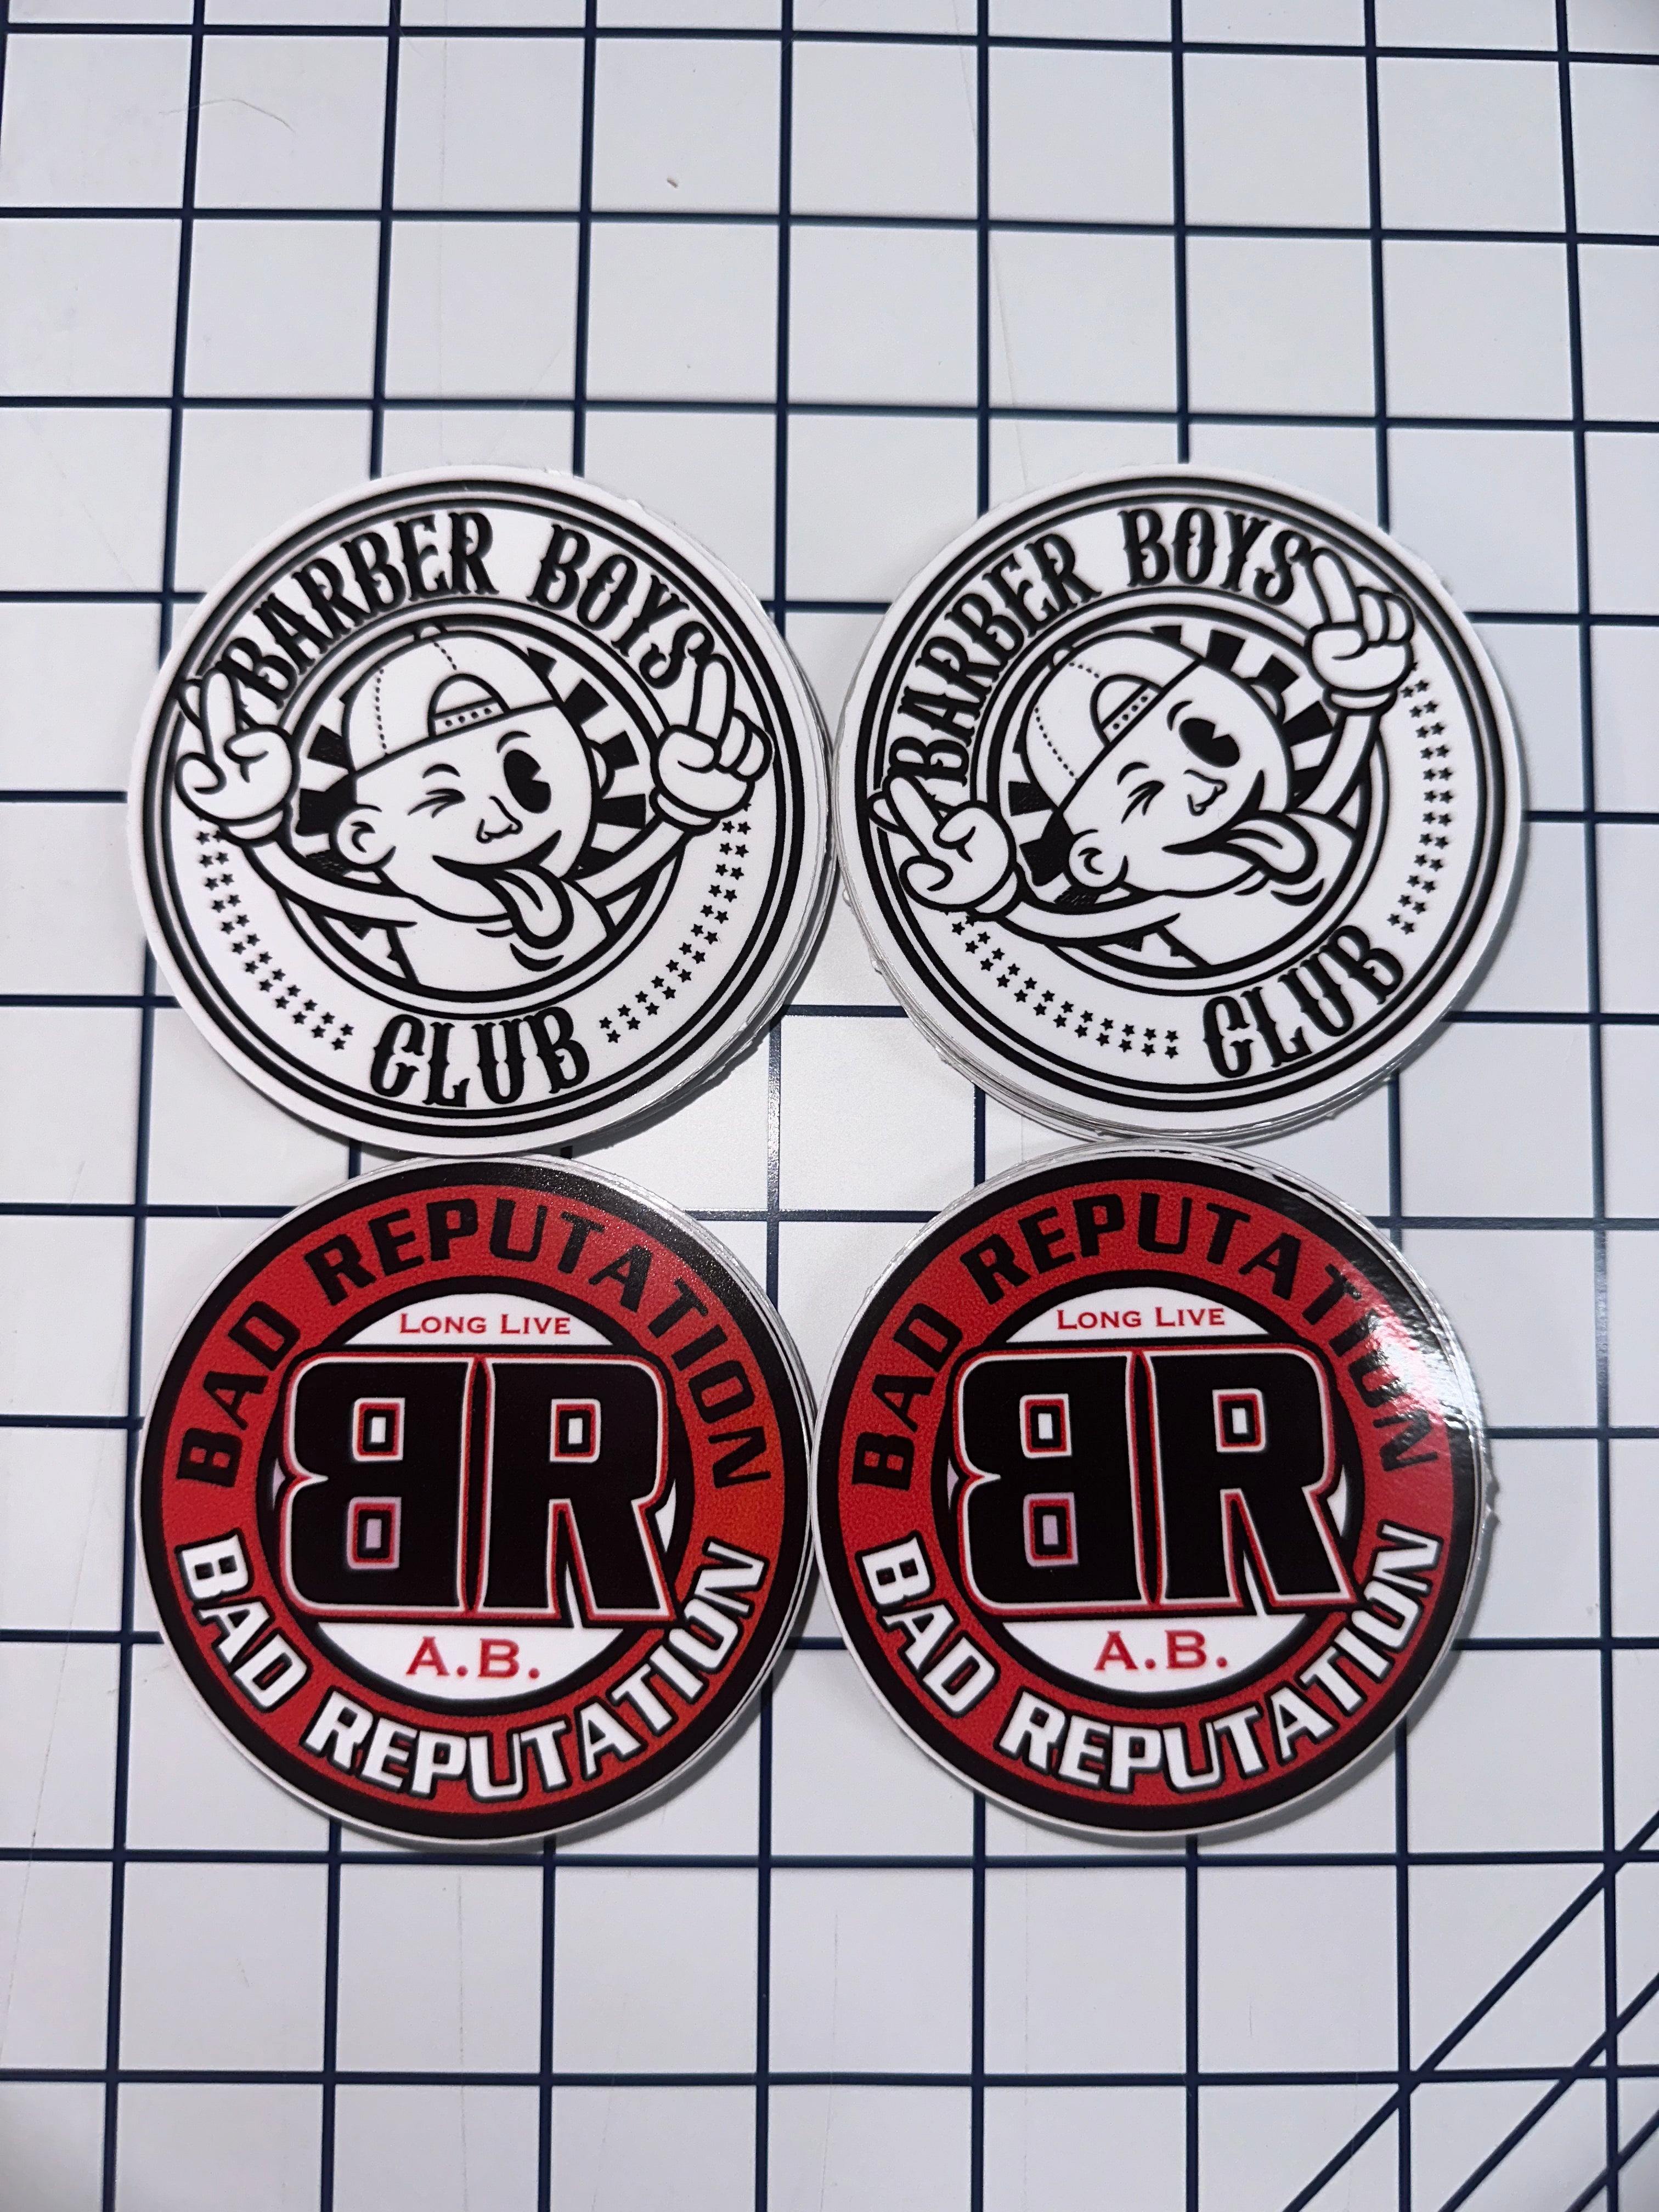 BARBER BOYS
CLUB
BARBER BOYS
CLUB
BAD REPUTATION
LONG LIVE
BR
A.B.
BAD REPUTATION
BAD REPUTATION
LONG LIVE
BR
A.B.
BAD REPUTATION